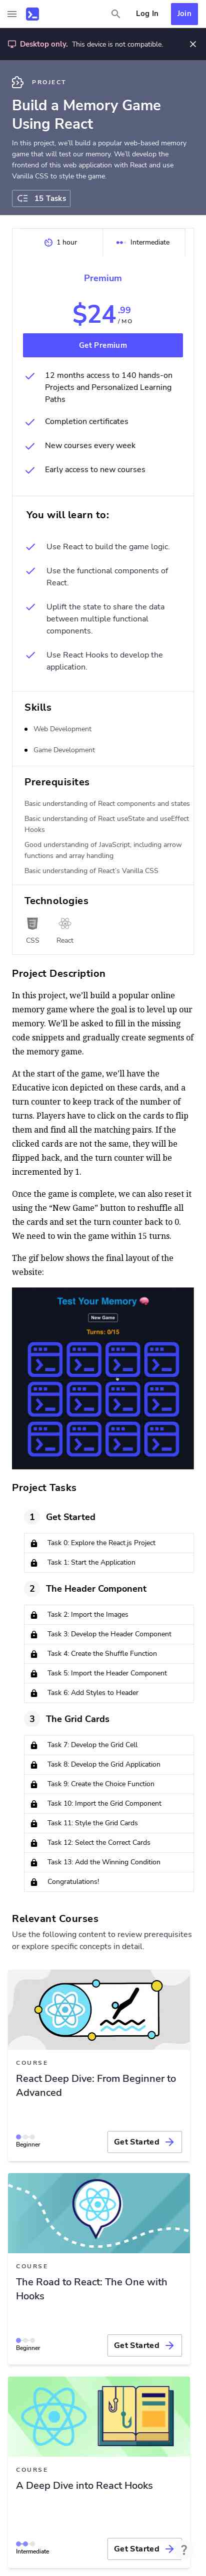 Log In
Join
Desktop only. This device is not compatible.
PROJECT
Build a Memory Game
Using React
In this project, we'll build a popular web-based memory
game that will test our memory. We'll develop the
frontend of this web application with React and use
Vanilla CSS to style the game.
15 Tasks
1 hour
Intermediate
Premium
$24 .99
/MO
Get Premium
12 months access to 140 hands-on
Projects and Personalized Learning
Paths
Completion certificates
New courses every week
Early access to new courses
You will learn to:
Use React to build the game logic.
Use the functional components of
React.
Uplift the state to share the data
between multiple functional
components.
Use React Hooks to develop the
application.
Skills
Web Development
Game Development
Prerequisites
Basic understanding of React components and states
Basic understanding of React useState and useEffect
Hooks
Good understanding of JavaScript, including arrow
functions and array handling
Basic understanding of React's Vanilla CSS
Technologies
CSS
React
Project Description
In this project, we'll build a popular online
memory game where the goal is to level up our
memory. We'll be asked to fill in the missing
code snippets and gradually create segments of
the memory game.
At the start of the game, we'll have the
Educative icon depicted on these cards, and a
turn counter to keep track of the number of
turns. Players have to click on the cards to flip
them and find all the matching pairs. If the
clicked cards are not the same, they will be
flipped back, and the turn counter will be
incremented by 1.
Once the game is complete, we can also reset it
using the “New Game” button to reshuffle all
the cards and set the turn counter back to 0.
We need to win the game within 15 turns.
The gif below shows the final layout of the
website:
Test Your Memory
New Game
Turns: 0/15
Project Tasks
1 Get Started
Task 0: Explore the React.js Project
Task 1: Start the Application
2 The Header Component
Task 2: Import the Images
Task 3: Develop the Header Component
Task 4: Create the Shuffle Function
Task 5: Import the Header Component
Task 6: Add Styles to Header
3 The Grid Cards
Task 7: Develop the Grid Cell
Task 8: Develop the Grid Application
Task 9: Create the Choice Function
Task 10: Import the Grid Component
Task 11: Style the Grid Cards
Task 12: Select the Correct Cards
Task 13: Add the Winning Condition
Congratulations!
Relevant Courses
Use the following content to review prerequisites
or explore specific concepts in detail.
COURSE
React Deep Dive: From Beginner to
Advanced
Beginner
Get Started
COURSE
The Road to React: The One with
Hooks
Beginner
Get Started
COURSE
A Deep Dive into React Hooks
Intermediate
Get Started
?